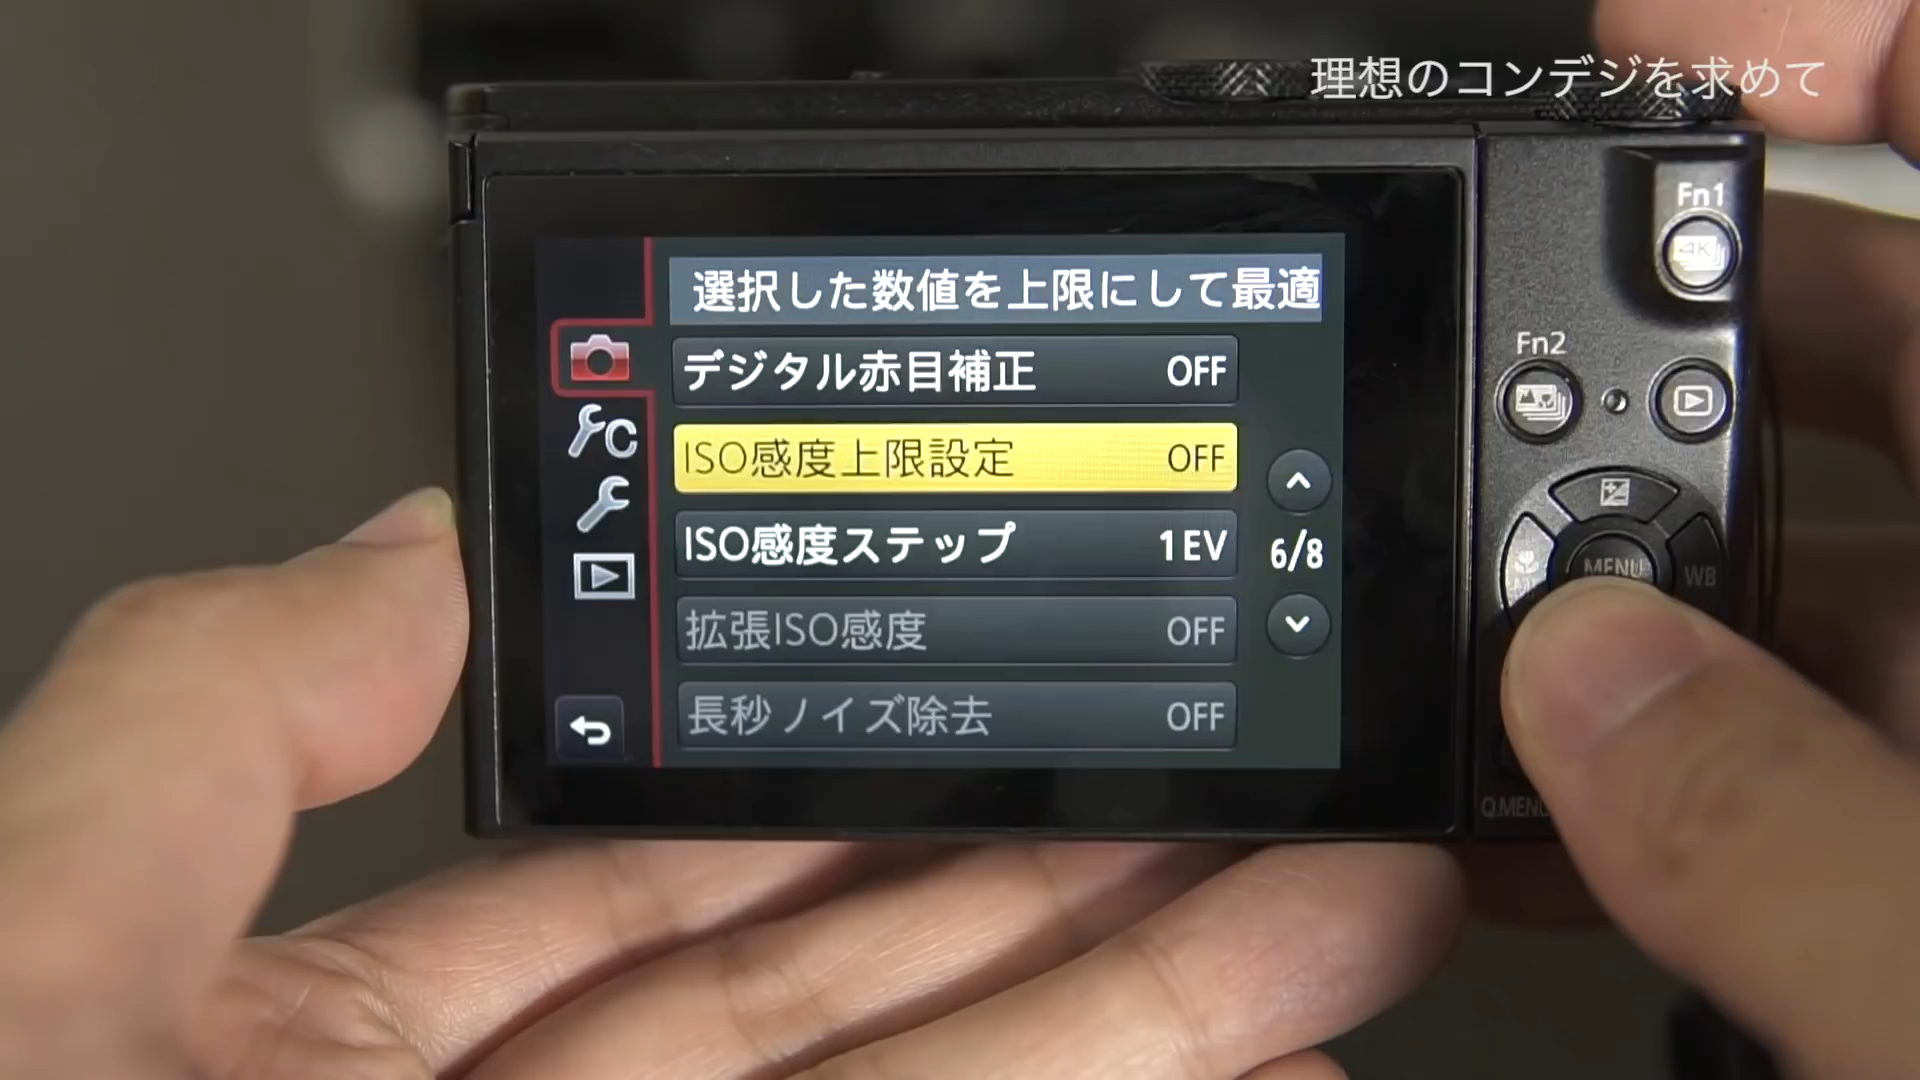 理想のコンデジを求めて
Fn1
4K
選択した数値を上限にして最適
デジタル赤目補正 OFF
Fn2
ISO感度上限設定 OFF
ISO感度ステップ 1EV
6/8
MENU
WB
拡張ISO感度 OFF
長秒ノイズ除去 OFF
Q.MENU